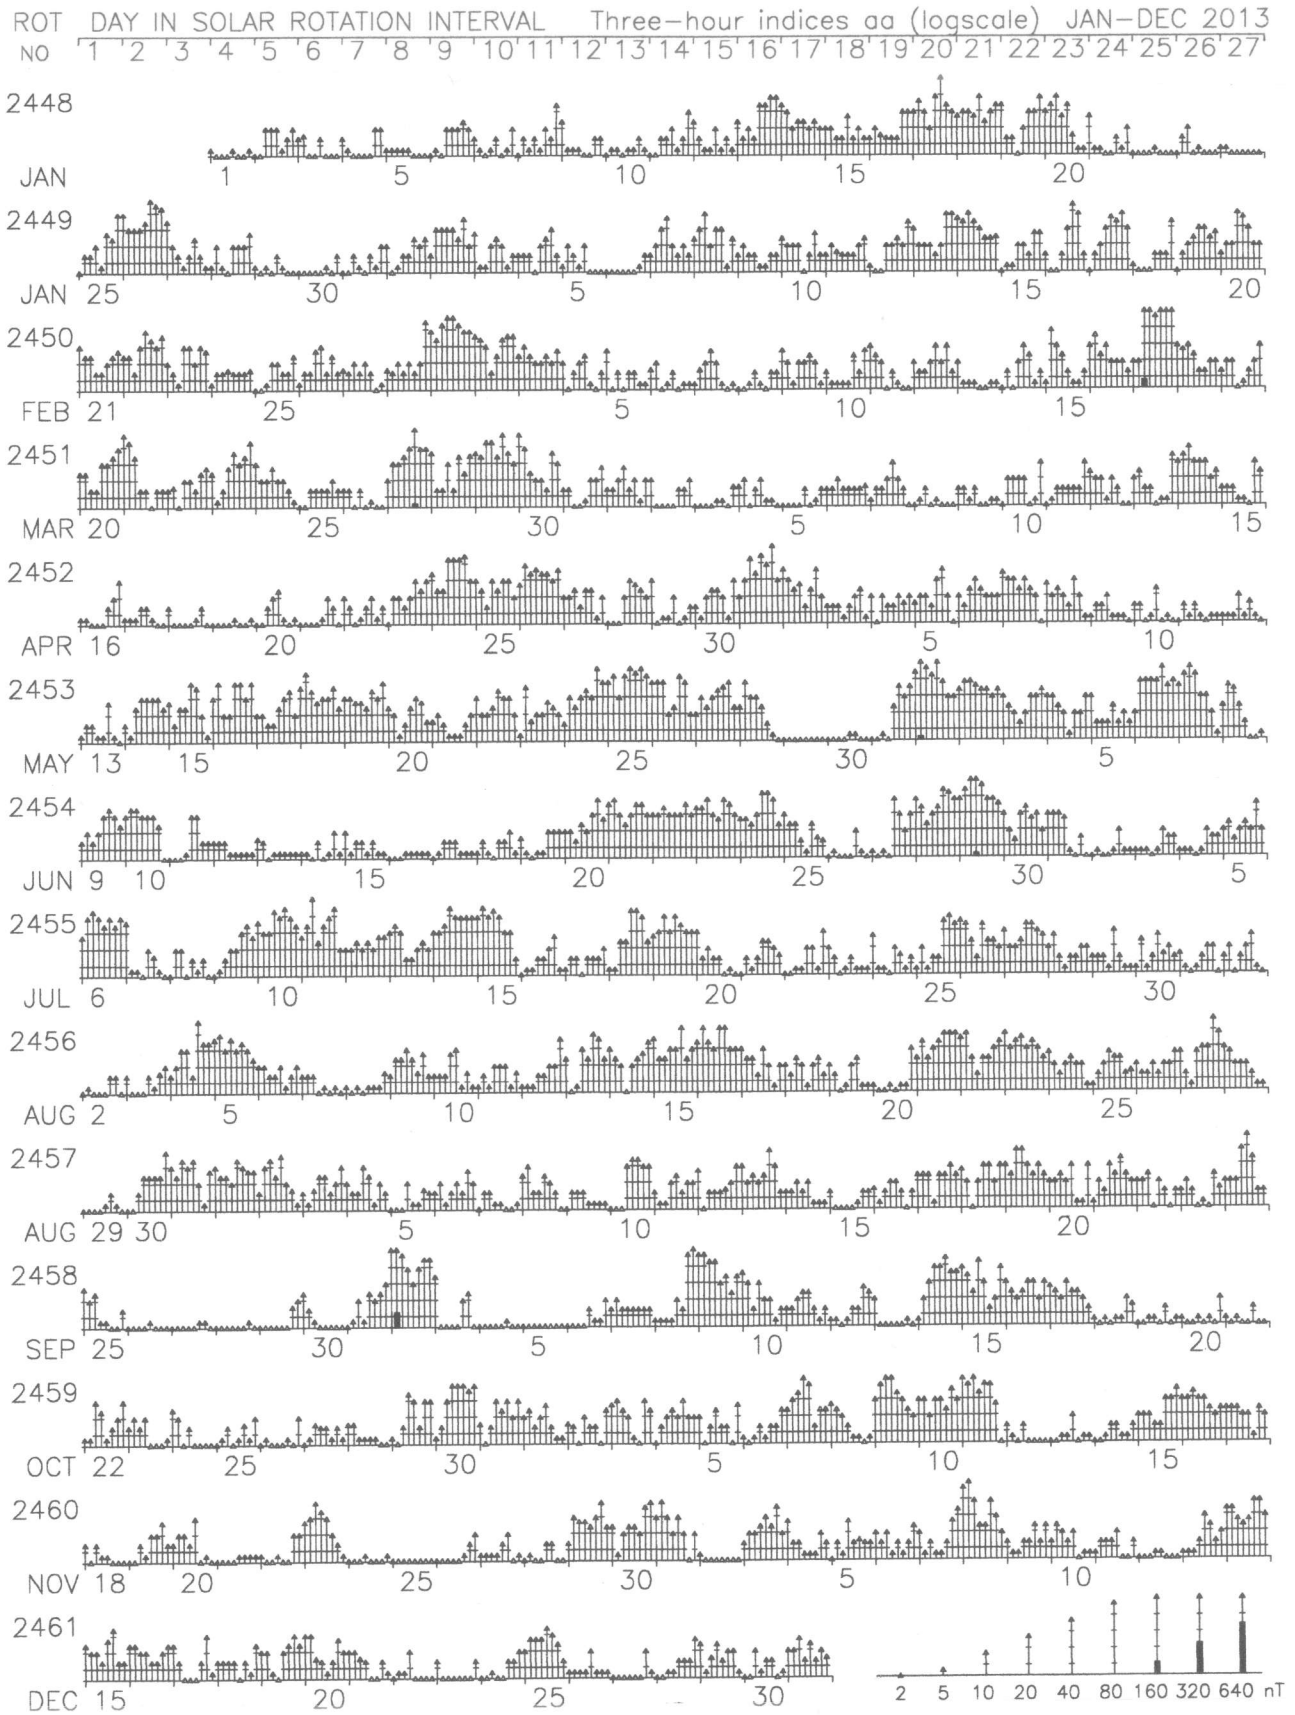 ROT DAY IN SOLAR ROTATION INTERVAL Three-hour indices aa (logscale) JAN-DEC 2013
NO 1 2 3 4 5 6 7 8 9 10 11 12 13 14 15 16 17 18 19 20 21 22 23 24 25 26 27
2448
JAN 1 5 10 15 20
2449
JAN 25 30 5 10 15 20
2450
FEB 21 25 5 10 15
2451
MAR 20 25 30 5 10 15
2452
APR 16 20 25 30 5 10
2453
MAY 13 15 20 25 30 5
2454
JUN 9 10 15 20 25 30 5
2455
JUL 6 10 15 20 25 30
2456
AUG 2 5 10 15 20 25
2457
AUG 29 30 5 10 15 20
2458
SEP 25 30 5 10 15 20
2459
OCT 22 25 30 5 10 15
2460
NOV 18 20 25 30 5 10
2461
DEC 15 20 25 30 2 5 10 20 40 80 160 320 640 nT